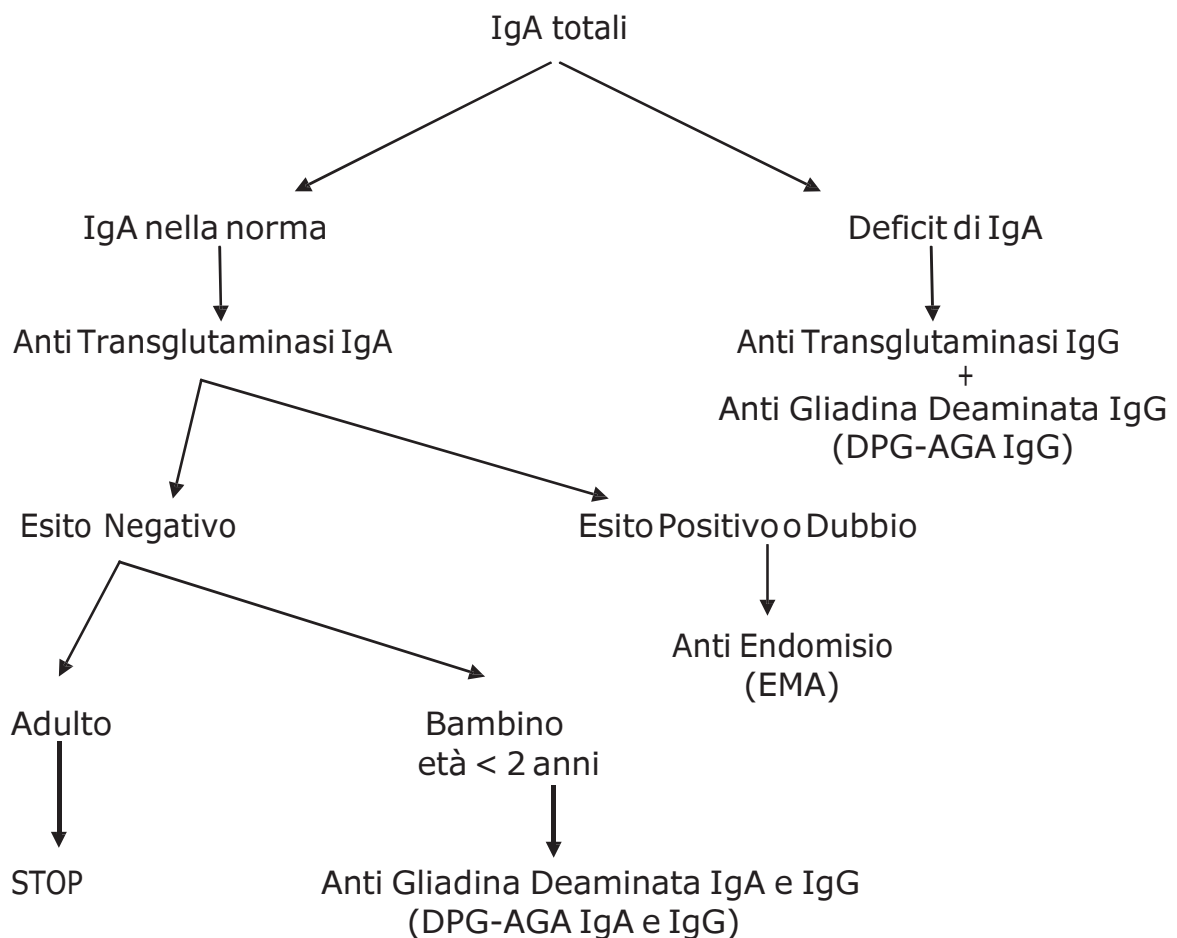 IgA totali
IgA nella norma
Deficit di IgA
Anti Transglutaminasi IgA
Anti Transglutaminasi IgG
+
Anti Gliadina Deaminata IgG
(DPG-AGA IgG)
Esito Negativo
Esito Positivo o Dubbio
Anti Endomisio
(EMA)
Adulto
Bambino
età < 2 anni
STOP
Anti Gliadina Deaminata IgA e IgG
(DPG-AGA IgA e IgG)